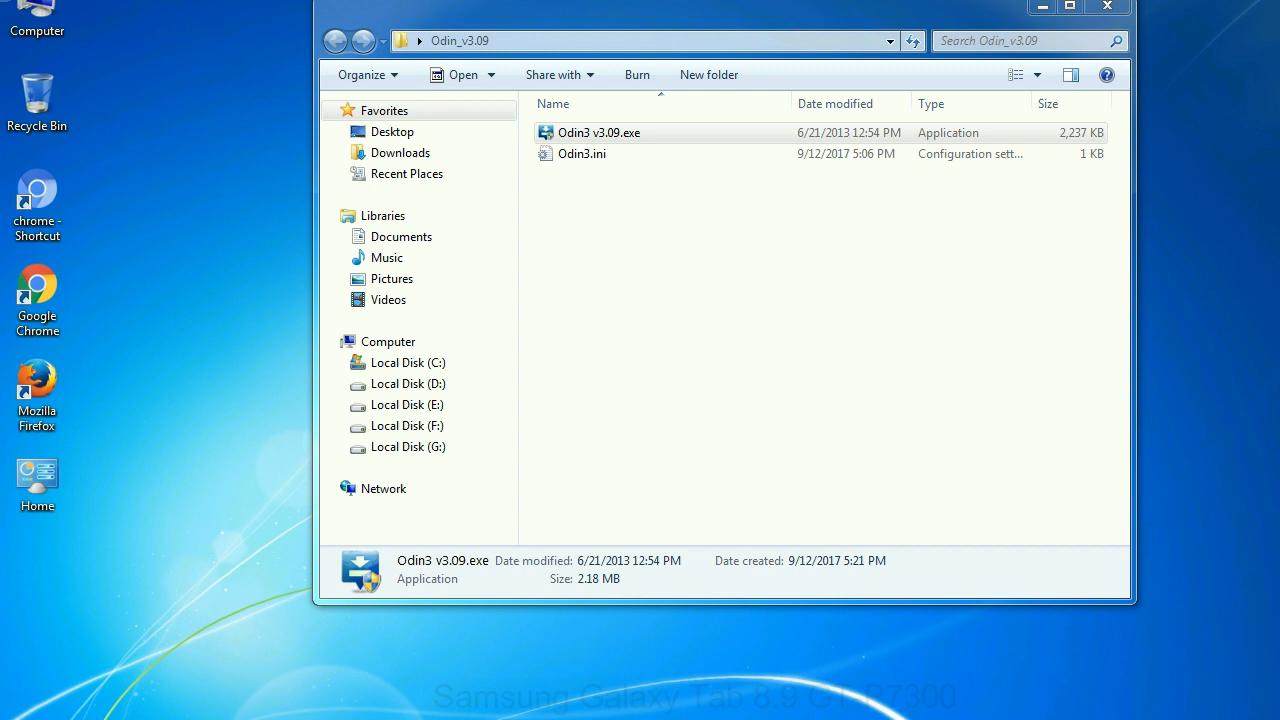 Computer
Recycle Bin
chrome -
Shortcut
Google
Chrome
Mozilla
Firefox
Home
Odin_v3.09
Search Odin_v3.09
Organize
Open
Share with
Burn
New folder
Name
Date modified
Type
Size
Favorites
Desktop
Downloads
Recent Places
Libraries
Documents
Music
Pictures
Videos
Computer
Local Disk (C:)
Local Disk (D:)
Local Disk (E:)
Local Disk (F:)
Local Disk (G:)
Network
Odin3 v3.09.exe 6/21/2013 12:54 PM Application 2,237 KB
Odin3.ini 9/12/2017 5:06 PM Configuration sett... 1 KB
Odin3 v3.09.exe Date modified: 6/21/2013 12:54 PM Date created: 9/12/2017 5:21 PM
Application Size: 2.18 MB
Samsung Galaxy Tab 8.9 GT-P7300